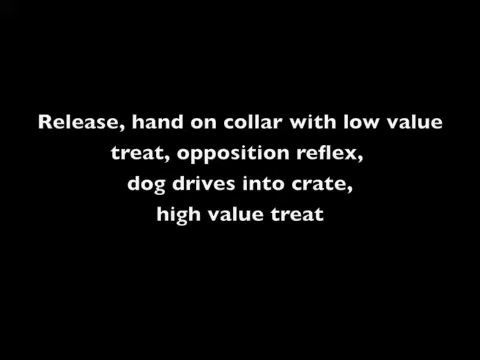 Release, hand on collar with low value
treat, opposition reflex,
dog drives into crate,
high value treat